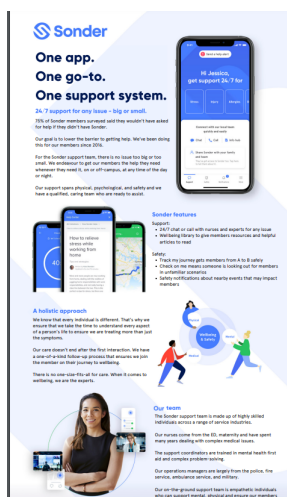 Sonder
One app.
One go-to.
One support system.
24/7 support for any issue - big or small.
70% of Sonder members surveyed said they wouldn't have asked
for help if they didn't have Sonder.
Our goal is to lower the barrier to getting help. We've been doing
this for our members since 2016.
For the Sonder support team, there is no issue too big or too
small. We endeavour to get our members the help they need
whenever they need it, on or off-campus, at any time of the day
or night.
Our support spans physical, psychological, and safety and we
have a qualified, caring team who are ready to assist.
Hi Jessica,
get support 24/7 for
Chat
Call
How to relieve
stress while
working from
home
40
Sonder features
Support:
24/7 chat or call with nurses and experts for any issue
Wellbeing library to give members resources and helpful
articles to read
Safety:
Track my journey gets members from A to B safely
Check on me means someone is looking out for members
in unfamiliar scenarios
Safety notifications about nearby events that may impact
members
A holistic approach
We know that every individual is different. That's why we
ensure that we take the time to understand every aspect
of a person's life to ensure we are treating more than just
the symptoms.
Our care doesn't end after the first interaction. We have
a one-of-a-kind follow-up process that ensures we join
the member on their journey to wellbeing.
There is no one-size-fits-all for care. When it comes to
wellbeing, we are the experts.
Wellbeing
& Safety
Our team
The Sonder support team is made up of highly skilled
individuals across a range of service industries.
Our nurses come from the ED, maternity and have spent
many years dealing with complex medical issues.
The support coordinators are trained in mental health first
aid and complex problem-solving.
Our operations managers are largely from the police, fire
service, ambulance service, and military.
Our on-the-ground support team is empathetic individuals
who can support mental, physical and ensure our members